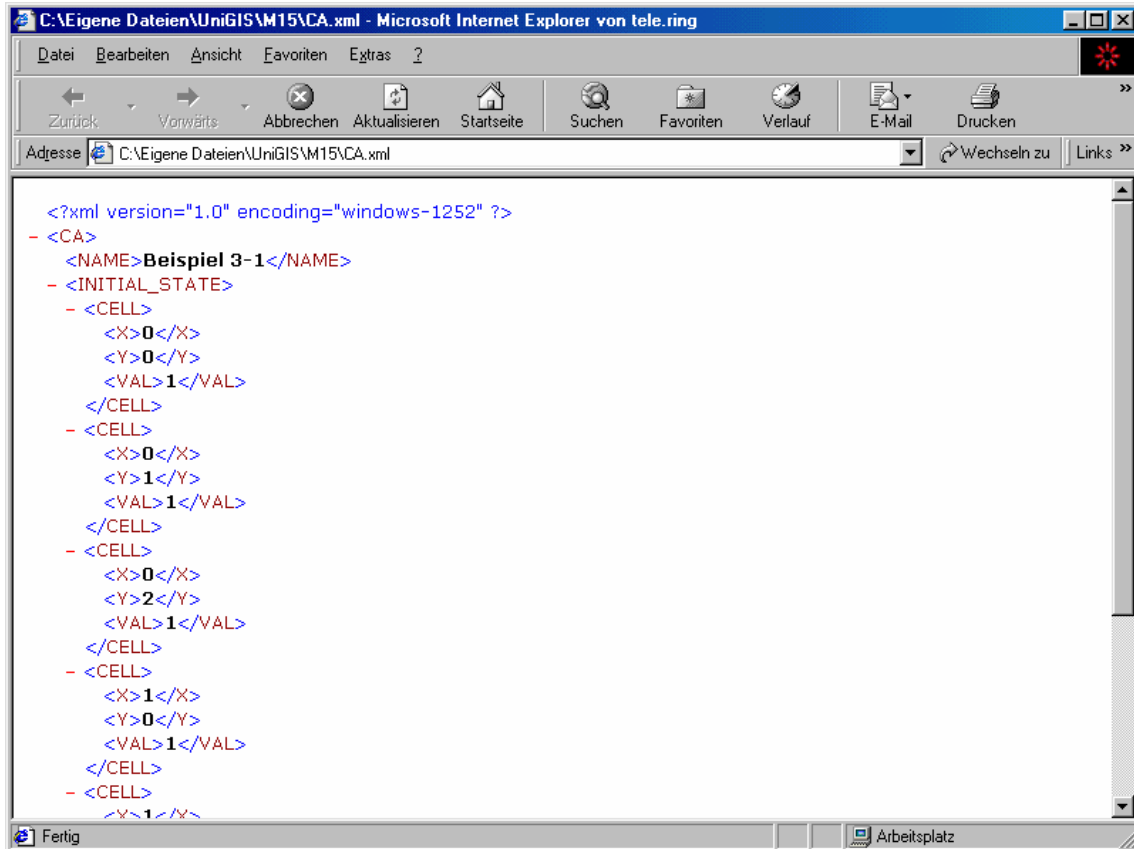 C:\Eigene Dateien\UniGIS\M15\CA.xml - Microsoft Internet Explorer von tele.ring
Datei Bearbeiten Ansicht Favoriten Extras ?
Zurück Vorwärts Abbrechen Aktualisieren Startseite Suchen Favoriten Verlauf E-Mail Drucken »
Adresse C:\Eigene Dateien\UniGIS\M15\CA.xml Wechseln zu Links »
<?xml version="1.0" encoding="windows-1252" ?>
- <CA>
<NAME>Beispiel 3-1</NAME>
- <INITIAL_STATE>
- <CELL>
<X>0</X>
<Y>0</Y>
<VAL>1</VAL>
</CELL>
- <CELL>
<X>0</X>
<Y>1</Y>
<VAL>1</VAL>
</CELL>
- <CELL>
<X>0</X>
<Y>2</Y>
<VAL>1</VAL>
</CELL>
- <CELL>
<X>1</X>
<Y>0</Y>
<VAL>1</VAL>
</CELL>
- <CELL>
<X>1</X>
Fertig Arbeitsplatz